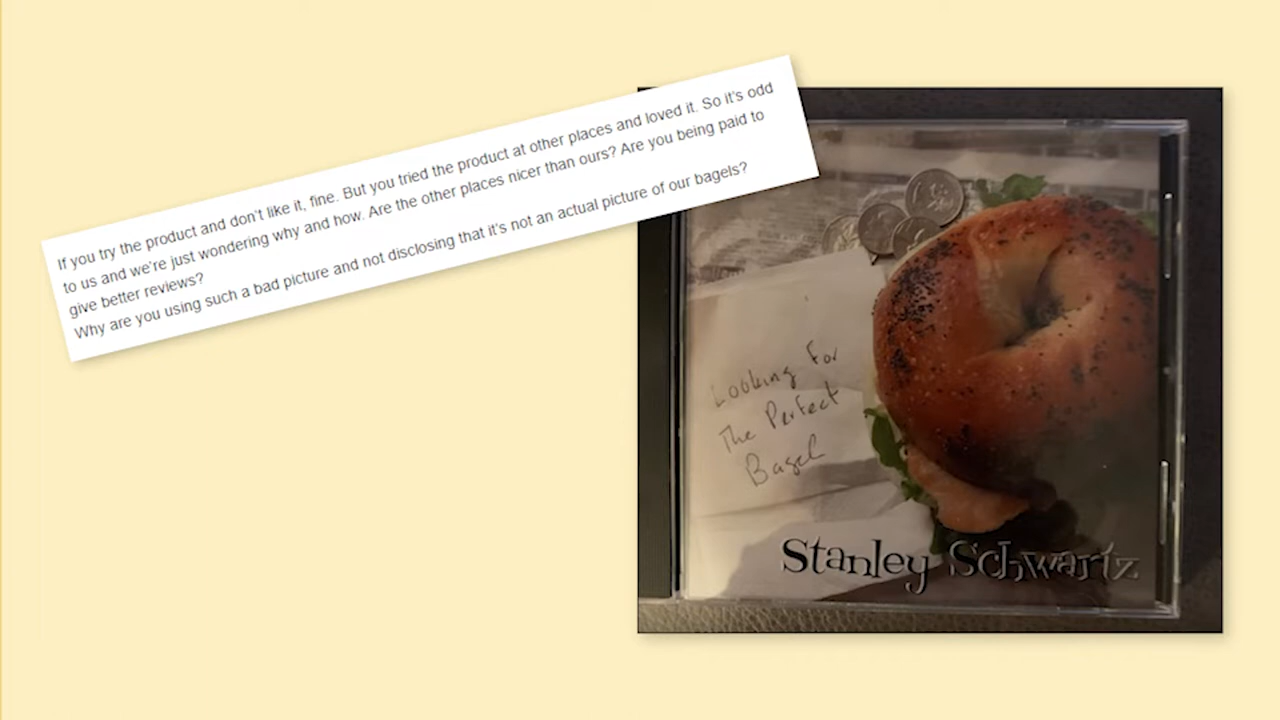 If you try the product and don't like it, fine. But you tried the product at other places and loved it. So it's odd
to us and we're just wondering why and how. Are the other places nicer than ours? Are you being paid to
give better reviews?
Why are you using such a bad picture and not disclosing that it's not an actual picture of our bagels?
Looking For
The Perfect
Bagel
Stanley Schwartz